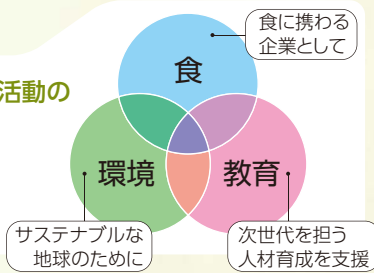 食に携わる
企業として
食
活動の
環境
教育
サステナブルな
地球のために
次世代を担う
人材育成を支援